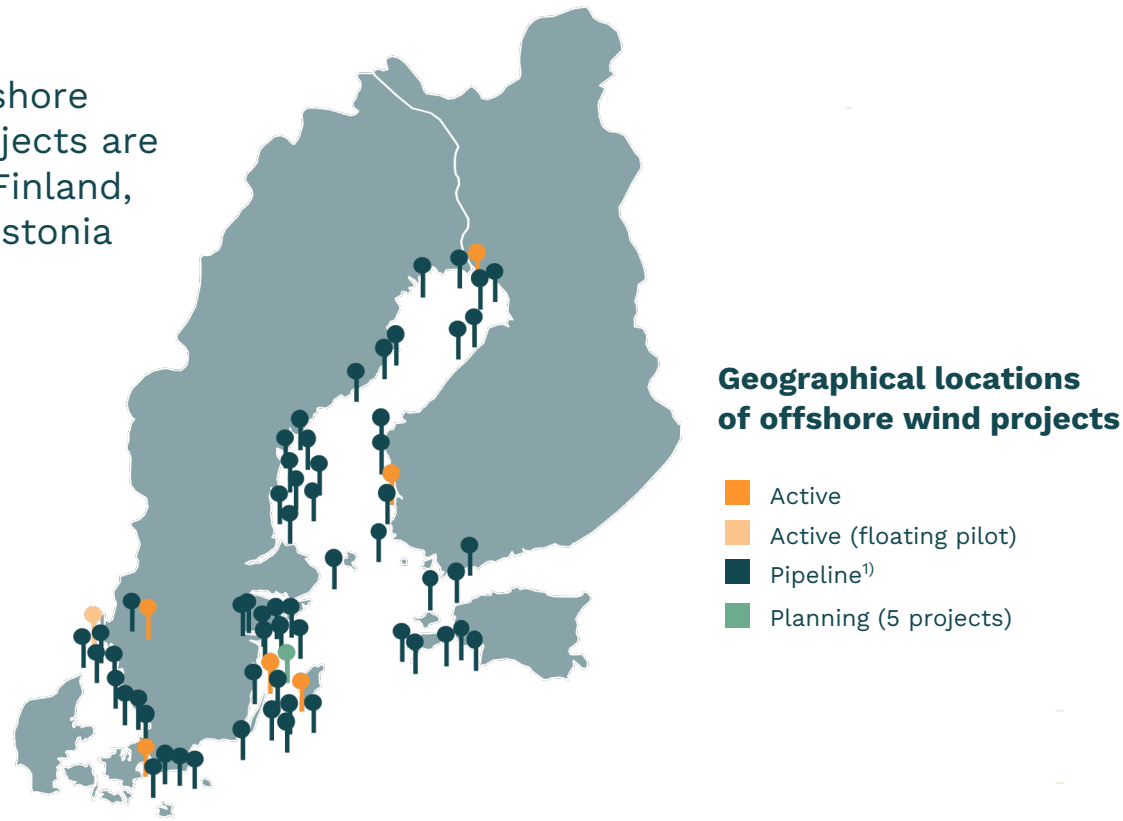 shore
jects are
Finland,
stonia
Geographical locations
of offshore wind projects
Active
Active (floating pilot)
Pipeline¹⁾
Planning (5 projects)